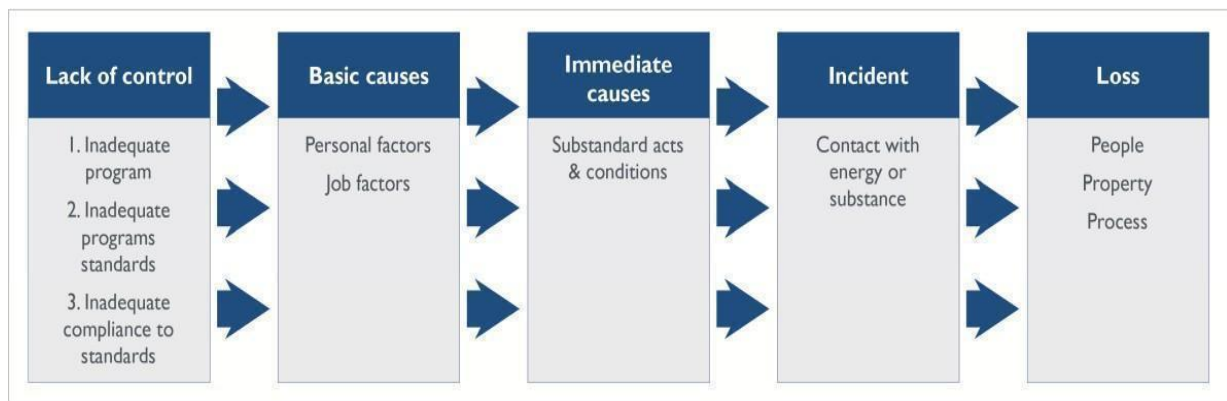 Lack of control
1. Inadequate
program
2. Inadequate
programs
standards
3. Inadequate
compliance to
standards
Basic causes
Personal factors
Job factors
Immediate
causes
Substandard acts
& conditions
Incident
Contact with
energy or
substance
Loss
People
Property
Process